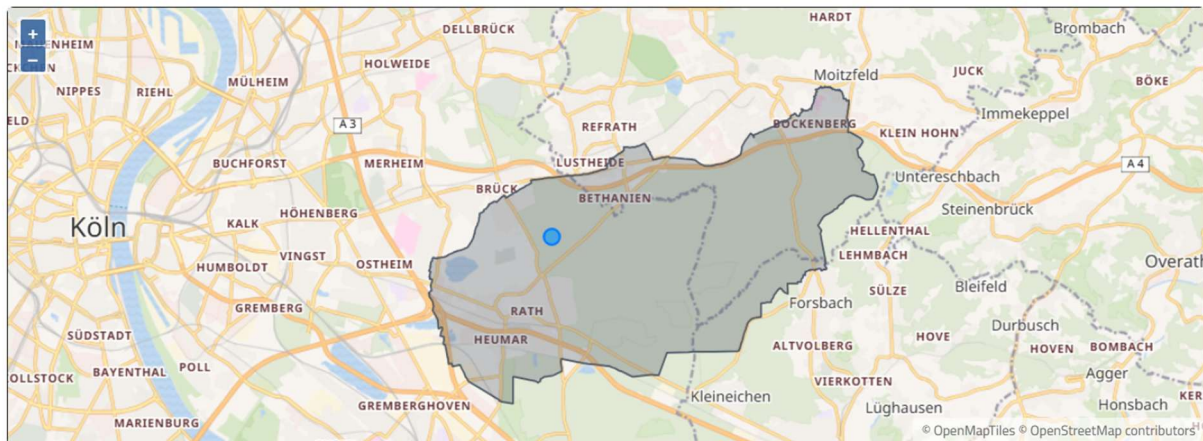 +
−
HARDT
DELLBRÜCK
Brombach
HOLWEIDE
MÜLHEIM
Moitzfeld
JUCK
BÖKE
NIPPES
RIEHL
Immekeppel
A 3
REFRATH
BOCKENBERG
KLEIN HOHN
BUCHFORST
MERHEIM
LUSTHEIDE
A 4
BRÜCK
BETHANIEN
Untereschbach
Köln
KALK
HÖHENBERG
Steinenbrück
HELLENTHAL
VINGST
OSTHEIM
LEHMBACH
HUMBOLDT
Overath
Bleifeld
SÜLZE
GREMBERG
RATH
Forsbach
Durbusch
SÜDSTADT
HEUMAR
ALTVOLBERG
HOVE
HOVEN
BOMBACH
POLL
BAYENTHAL
Agger
VIERKOTTEN
Kleineichen
GREMBERGHOVEN
Lüghausen
Honsbach
MARIENBURG
© OpenMapTiles © OpenStreetMap contributors